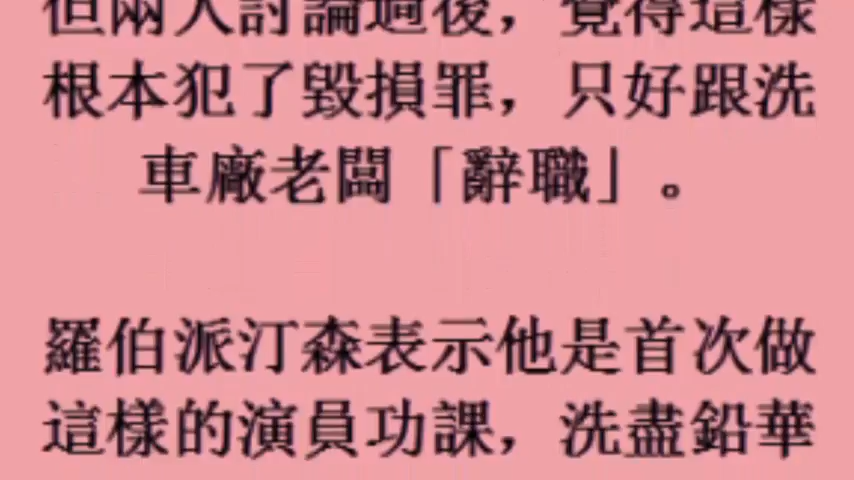 但兩人討論過後，覺得這樣
根本犯了毀損罪，只好跟洗
車廠老闆「辭職」。
羅伯派汀森表示他是首次做
這樣的演員功課，洗盡鉛華